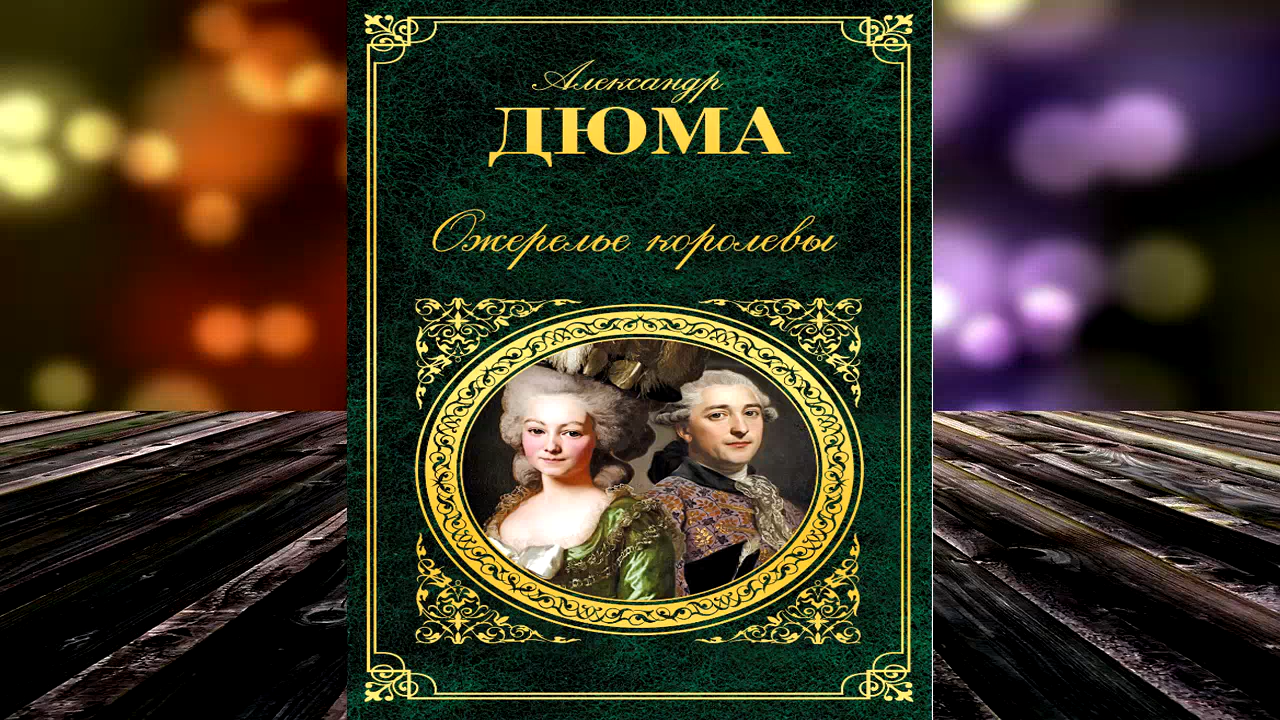 Александр
ДЮМА
Ожерелье королевы